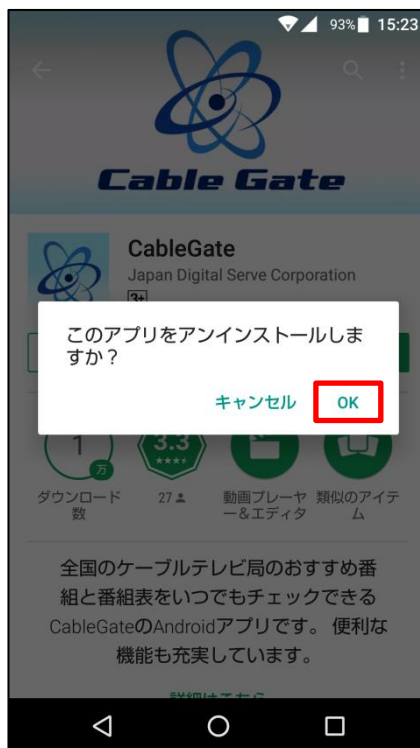 93% 15:23
Cable Gate
CableGate
Japan Digital Serve Corporation
3+
このアプリをアンインストールしま
すか？
キャンセル OK
1
万
3.3
ダウンロード
数
27
動画プレーヤ
ー＆エディタ
類似のアイテ
ム
全国のケーブルテレビ局のおすすめ番
組と番組表をいつでもチェックできる
CableGateのAndroidアプリです。 便利な
機能も充実しています。
詳細はこちら